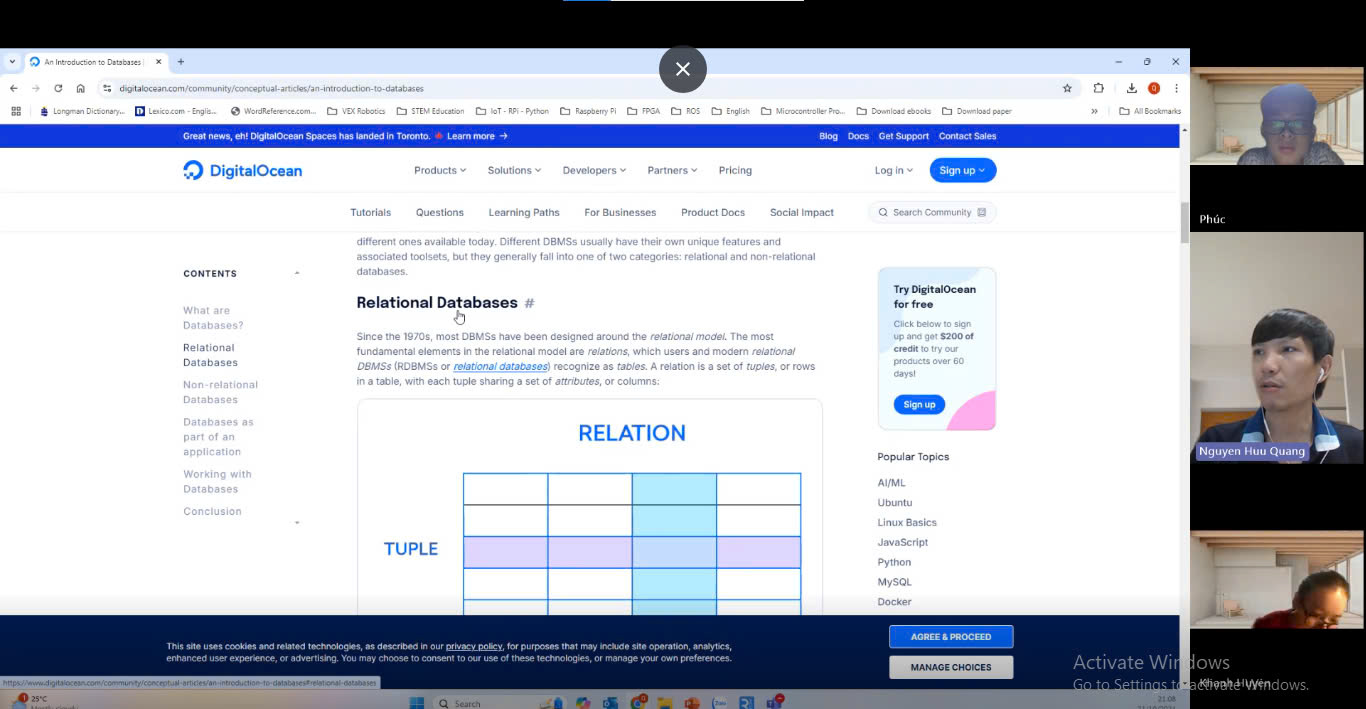 An Introduction to Databases
digitalocean.com/community/conceptual-articles/an-introduction-to-databases
Longman Dictionary...
Lexico.com - Englis...
WordReference.com...
VEX Robotics
STEM Education
IoT - RPi - Python
Raspberry Pi
FPGA
ROS
English
Microcontroller Pro...
Download ebooks
Download paper
»
All Bookmarks
Great news, eh! DigitalOcean Spaces has landed in Toronto. Learn more →
Blog Docs Get Support Contact Sales
DigitalOcean
Products Solutions Developers Partners Pricing
Log in Sign up
Tutorials Questions Learning Paths For Businesses Product Docs Social Impact
Search Community
CONTENTS
What are
Databases?
Relational
Databases
Non-relational
Databases
Databases as
part of an
application
Working with
Databases
Conclusion
different ones available today. Different DBMSs usually have their own unique features and
associated toolsets, but they generally fall into one of two categories: relational and non-relational
databases.
Relational Databases #
Since the 1970s, most DBMSs have been designed around the relational model. The most
fundamental elements in the relational model are relations, which users and modern relational
DBMSs (RDBMSs or relational databases) recognize as tables. A relation is a set of tuples, or rows
in a table, with each tuple sharing a set of attributes, or columns:
RELATION
TUPLE
Try DigitalOcean
for free
Click below to sign
up and get $200 of
credit to try our
products over 60
days!
Sign up
Popular Topics
AI/ML
Ubuntu
Linux Basics
JavaScript
Python
MySQL
Docker
This site uses cookies and related technologies, as described in our privacy policy, for purposes that may include site operation, analytics,
enhanced user experience, or advertising. You may choose to consent to our use of these technologies, or manage your own preferences.
AGREE & PROCEED
MANAGE CHOICES
https://www.digitalocean.com/community/conceptual-articles/an-introduction-to-databases#relational-databases
25°C
Search
21:08
Phúc
Nguyen Huu Quang
Khanh Huyên
Activate Windows
Go to Settings to activate Windows.